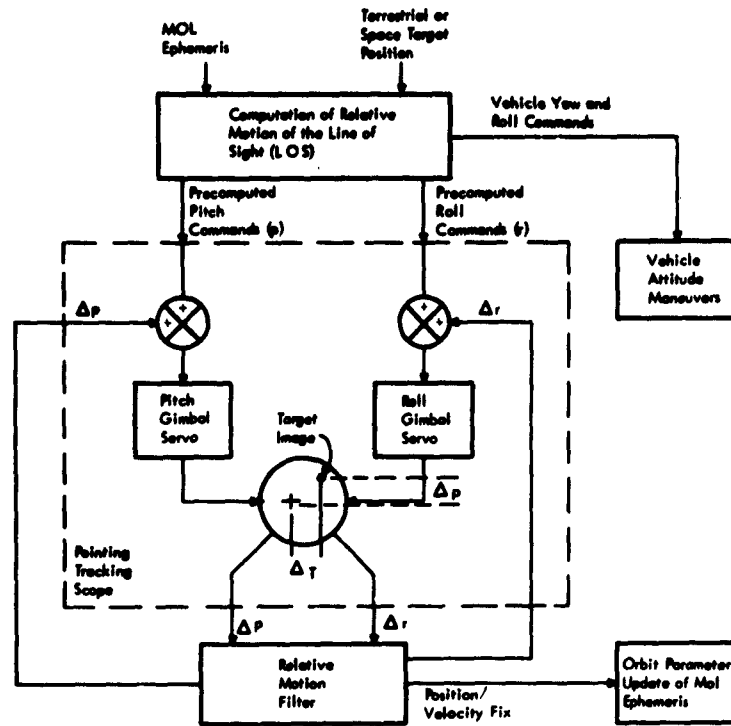 MOL
Ephemeris
Terrestrial or
Space Target
Position
Computation of Relative
Motion of the Line of
Sight (L O S)
Vehicle Yaw and
Roll Commands
Precomputed
Pitch
Commands (p)
Precomputed
Roll
Commands (r)
Vehicle
Attitude
Maneuvers
Δp
+
+
+
+
Δr
Pitch
Gimbal
Servo
Roll
Gimbal
Servo
Target
Image
Δp
+
ΔT
Pointing
Tracking
Scope
Δp
Δr
Relative
Motion
Filter
Position/
Velocity Fix
Orbit Parameter
Update of Mol
Ephemeris